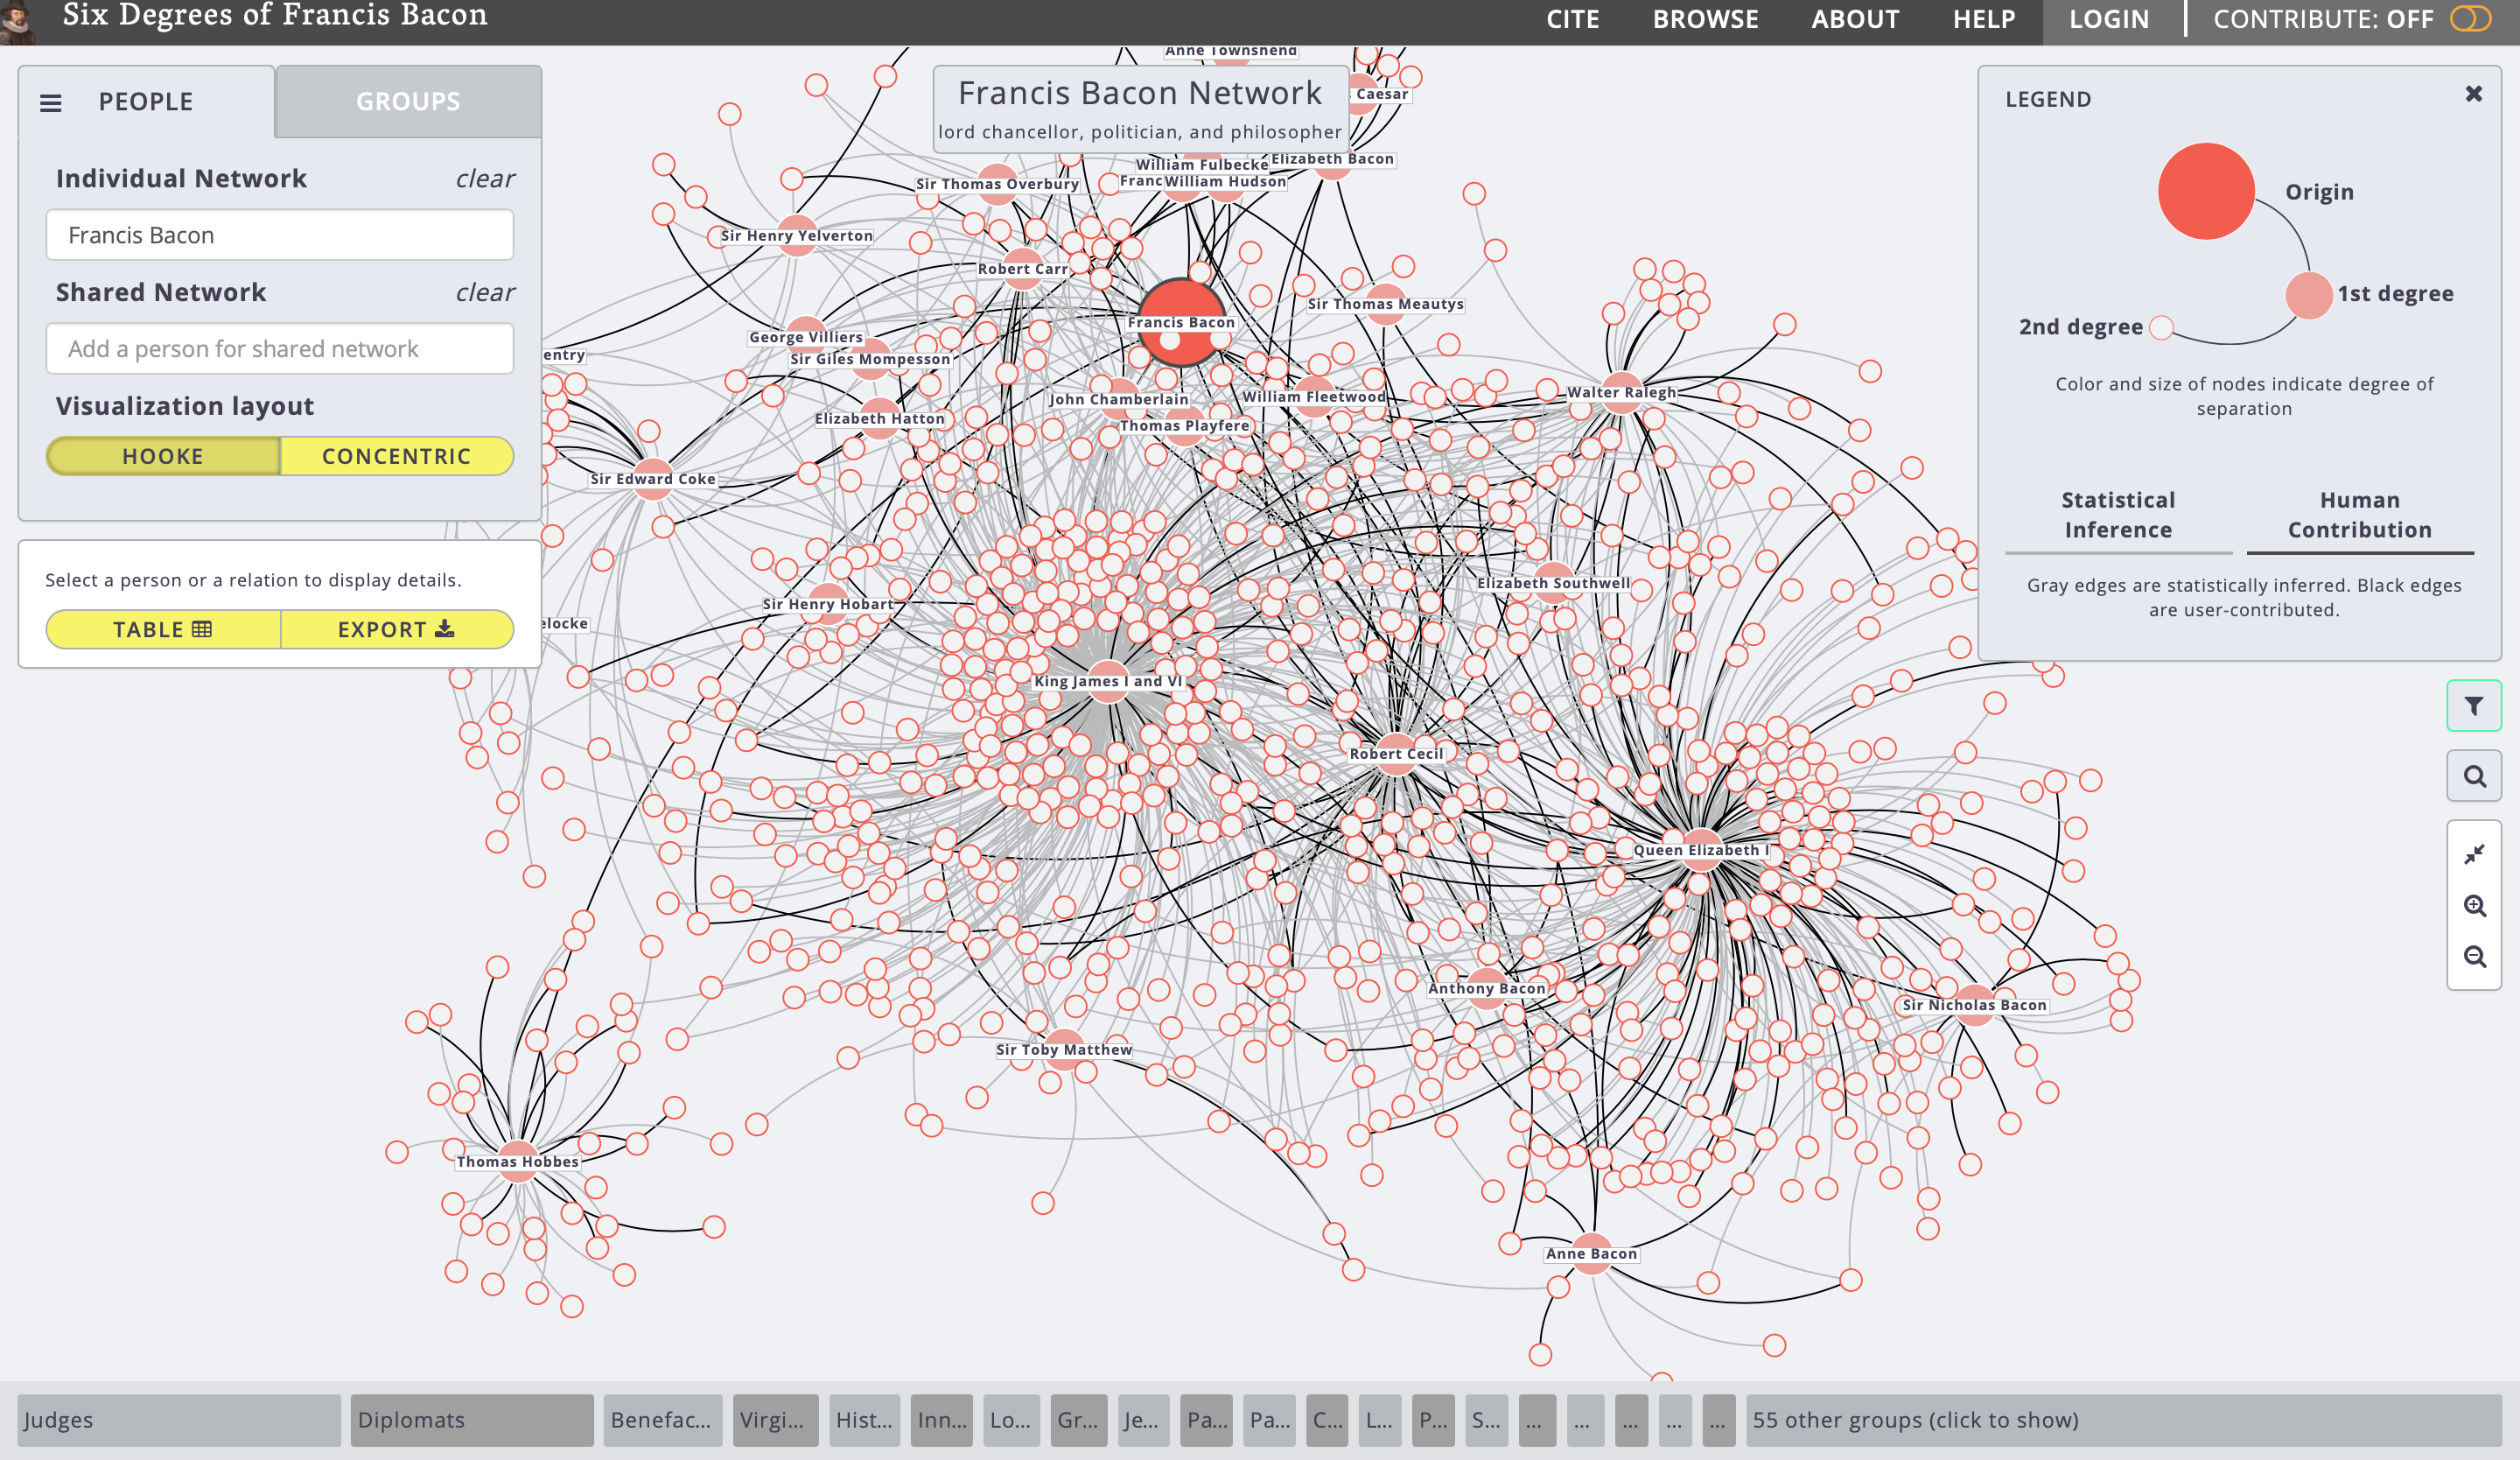 Six Degrees of Francis Bacon
CITE
BROWSE
ABOUT
HELP
LOGIN
CONTRIBUTE: OFF
PEOPLE
GROUPS
Individual Network
clear
Francis Bacon
Shared Network
clear
Add a person for shared network
Visualization layout
HOOKE
CONCENTRIC
Select a person or a relation to display details.
TABLE
EXPORT
Francis Bacon Network
lord chancellor, politician, and philosopher
Anne Townshend
Caesar
William Fulbecke
Elizabeth Bacon
Franc
William Hudson
Sir Thomas Overbury
Sir Henry Yelverton
Robert Carr
Sir Thomas Meautys
Francis Bacon
George Villiers
entry
Sir Giles Mompesson
Walter Ralegh
William Fleetwood
John Chamberlain
Elizabeth Hatton
Thomas Playfere
Sir Edward Coke
Elizabeth Southwell
Sir Henry Hobart
elocke
King James I and VI
Robert Cecil
Queen Elizabeth I
Anthony Bacon
Sir Nicholas Bacon
Sir Toby Matthew
Thomas Hobbes
Anne Bacon
LEGEND
Origin
1st degree
2nd degree
Color and size of nodes indicate degree of
separation
Statistical
Inference
Human
Contribution
Gray edges are statistically inferred. Black edges
are user-contributed.
Judges
Diplomats
Benefac...
Virgi...
Hist...
Inn...
Lo...
Gr...
Je...
Pa...
Pa...
C...
L...
P...
S...
...
...
...
...
...
55 other groups (click to show)